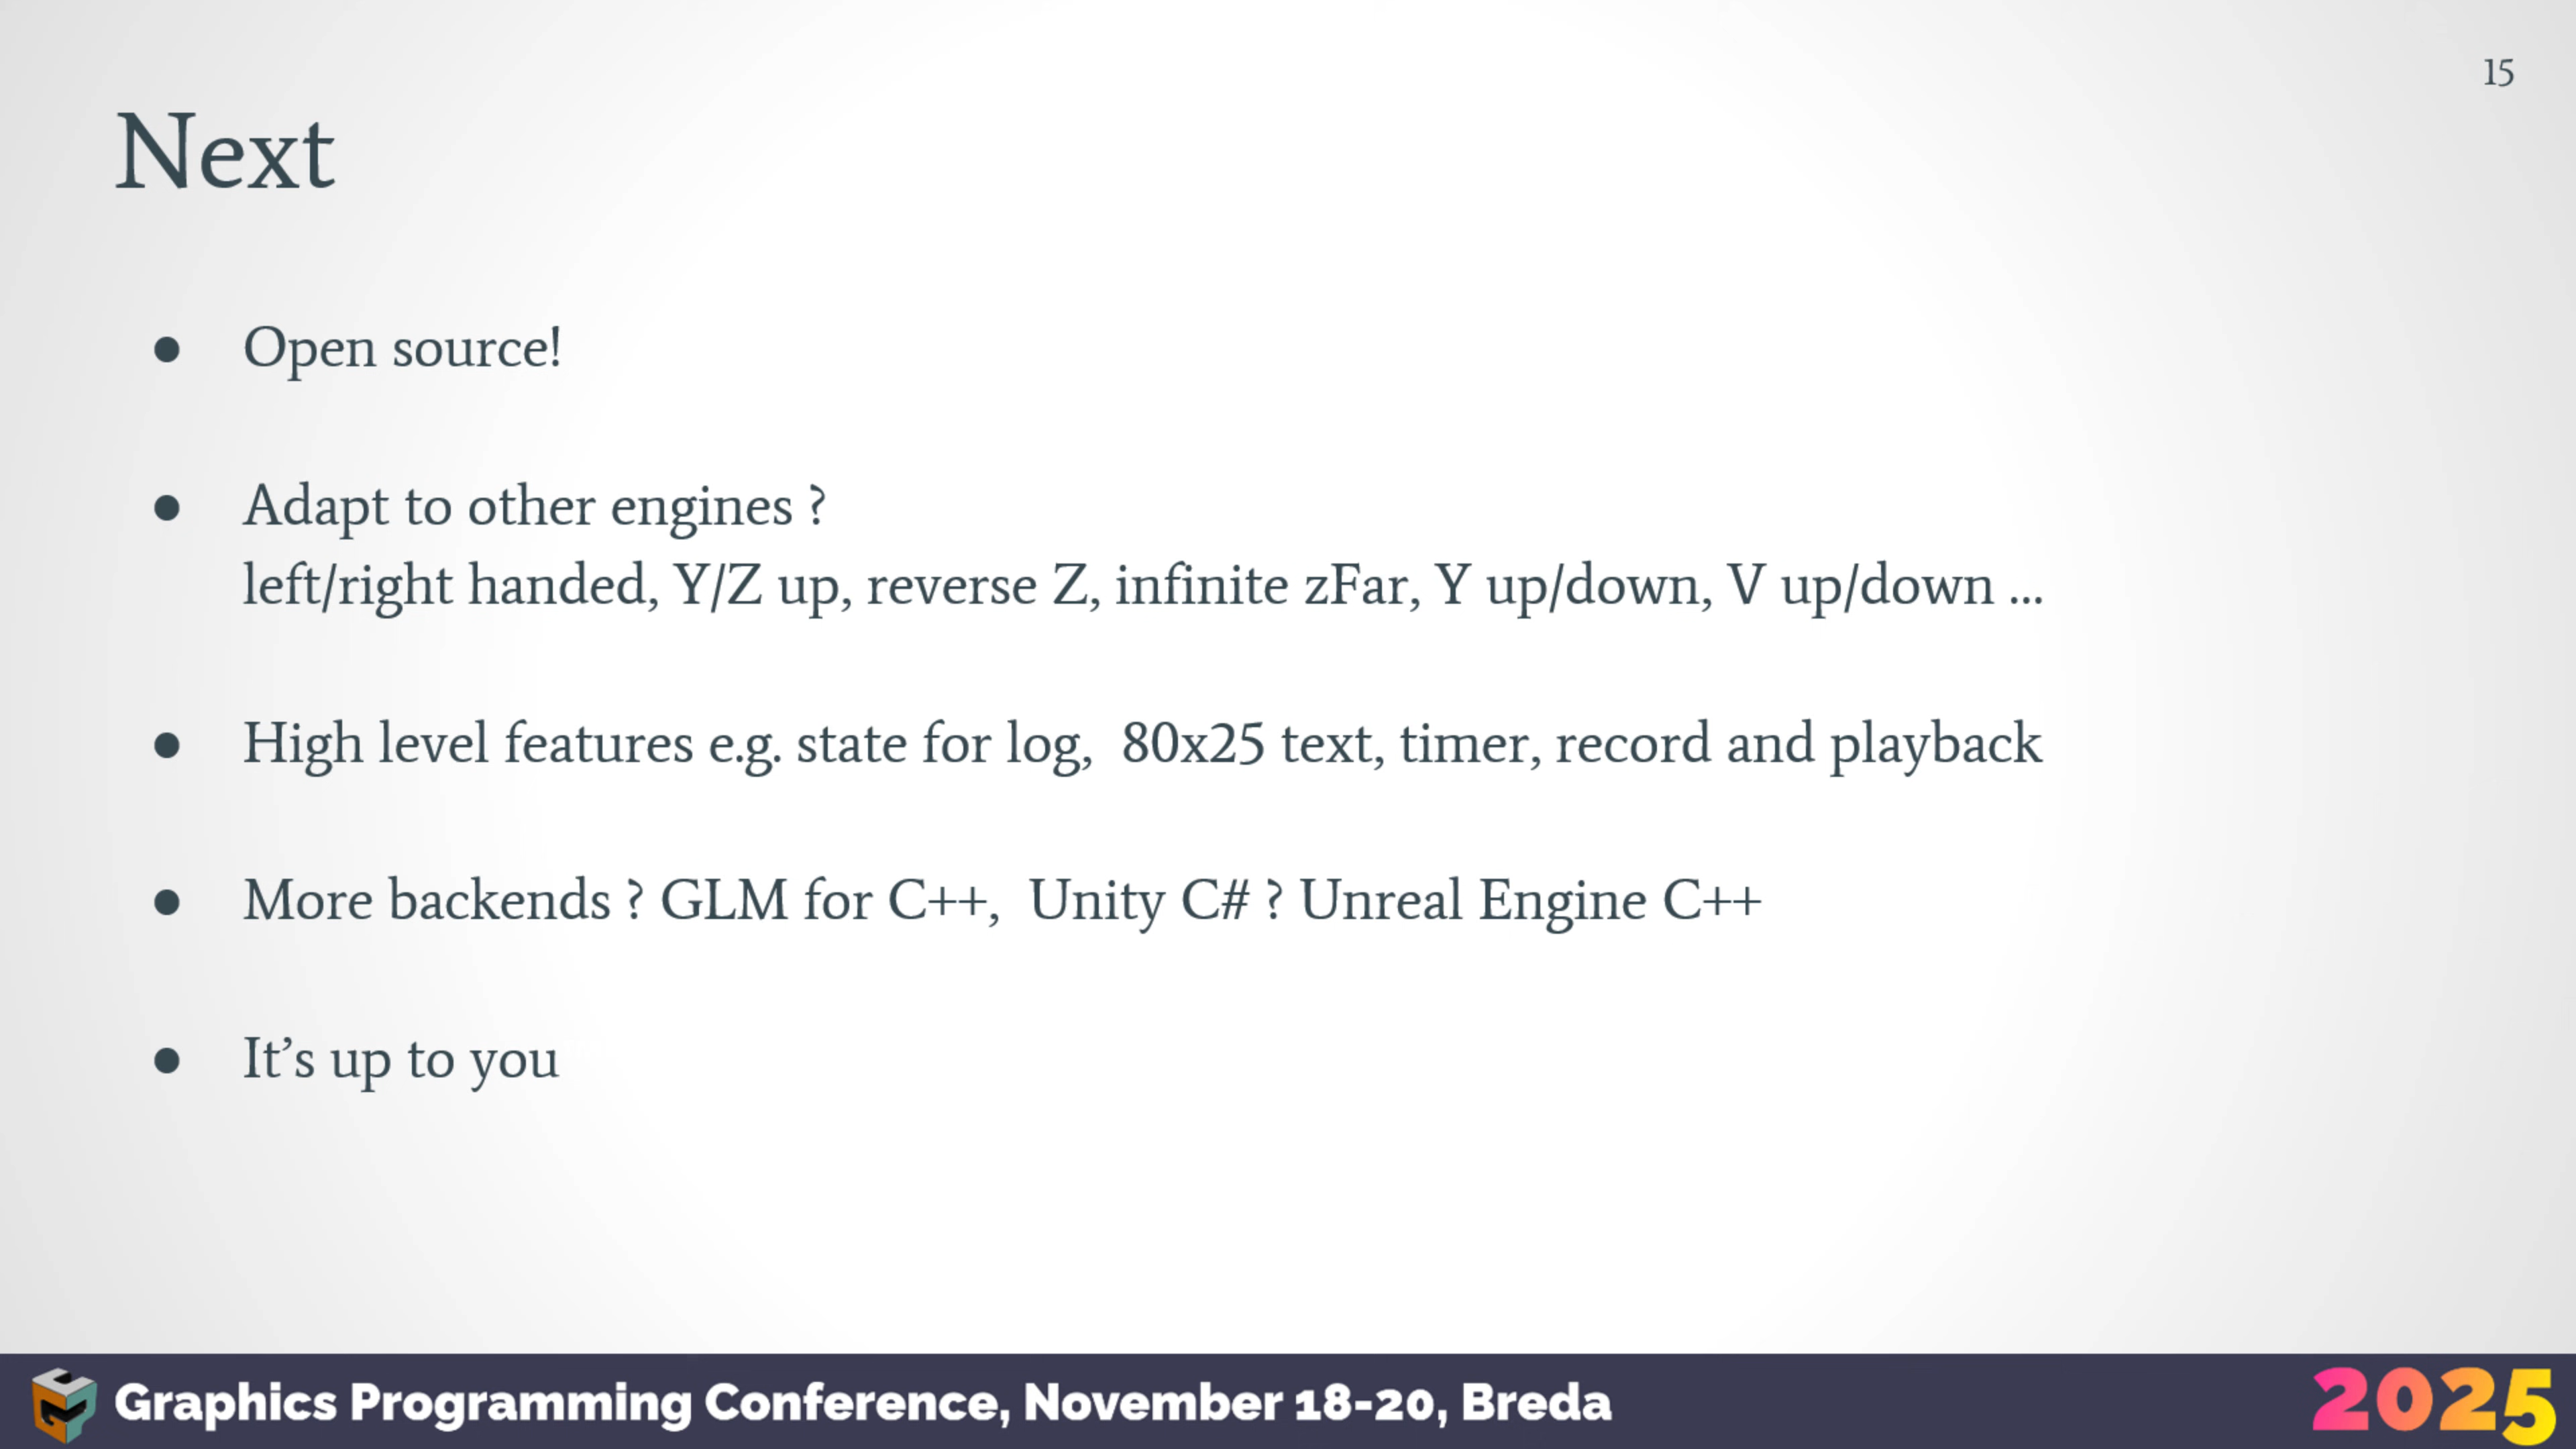 15
Next
● Open source!
● Adapt to other engines ?
left/right handed, Y/Z up, reverse Z, infinite zFar, Y up/down, V up/down ...
● High level features e.g. state for log,  80x25 text, timer, record and playback
● More backends ? GLM for C++,  Unity C# ? Unreal Engine C++
● It’s up to you
Graphics Programming Conference, November 18-20, Breda
2025